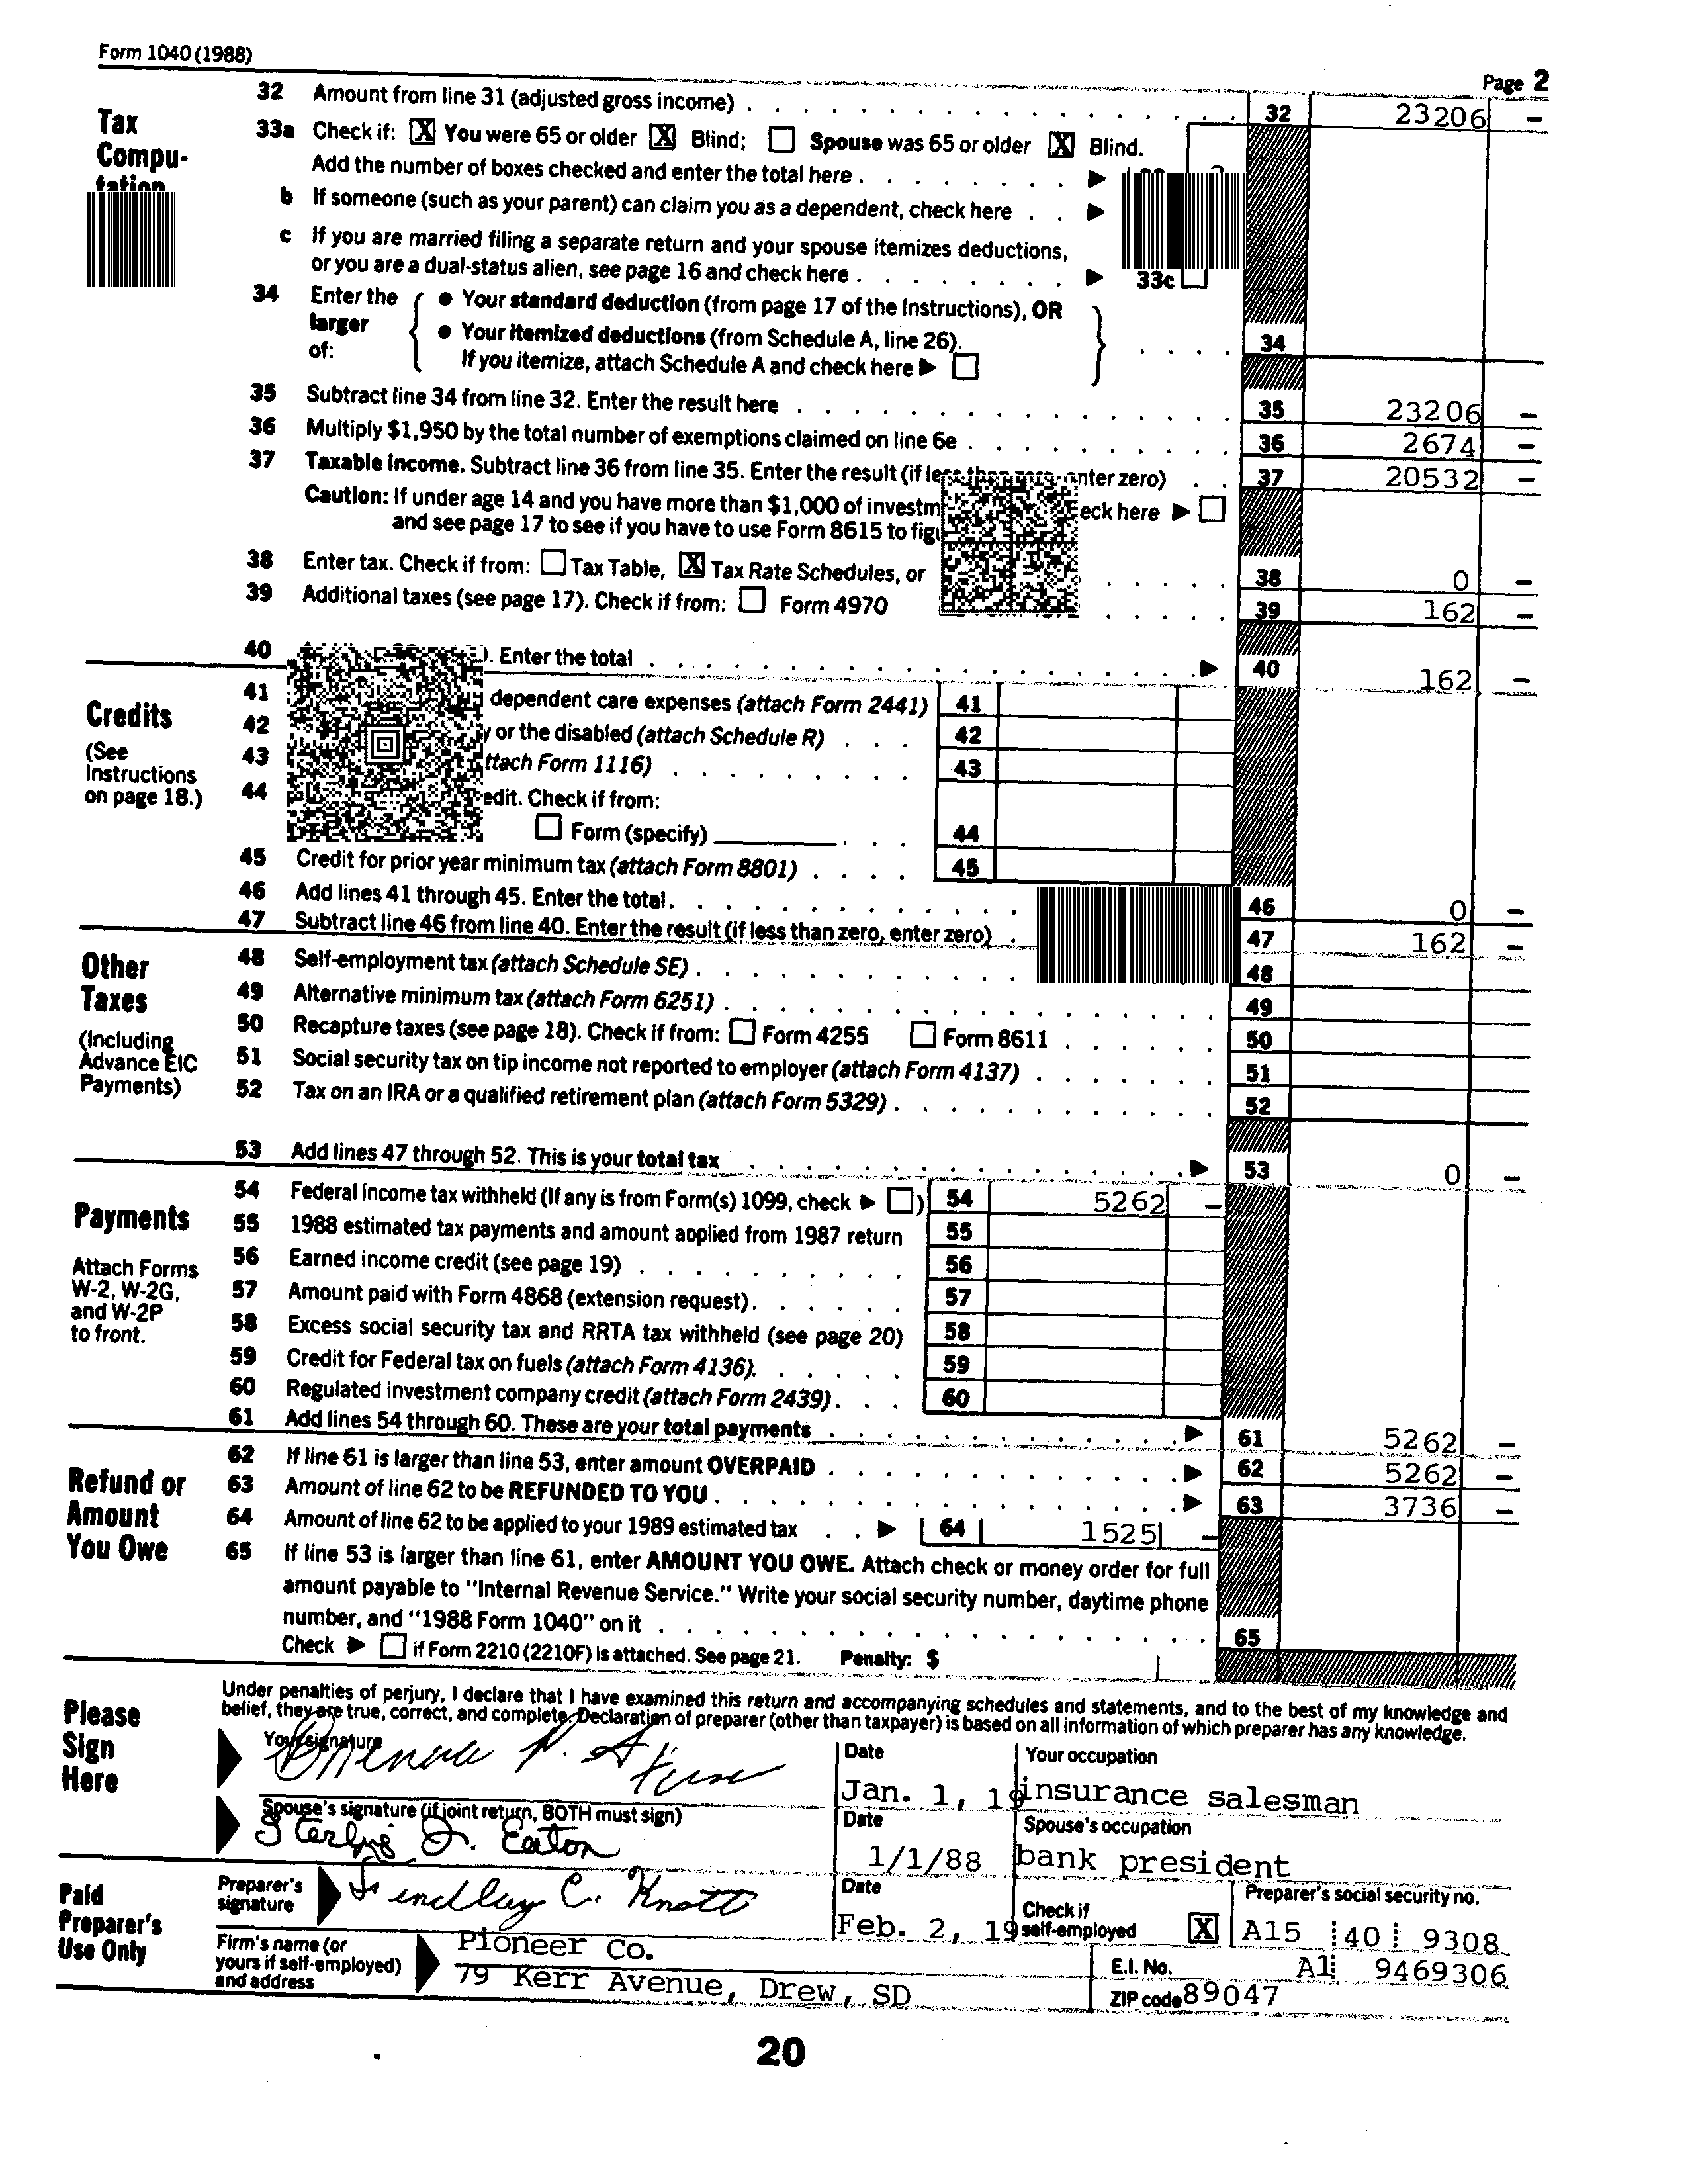 Form 1040 (1988)
Page 2
Tax
Compu-
tation
32 Amount from line 31 (adjusted gross income) . . . 32 23206 –
33a Check if: [X] You were 65 or older [X] Blind; [ ] Spouse was 65 or older [X] Blind.
Add the number of boxes checked and enter the total here . . . ▶
b If someone (such as your parent) can claim you as a dependent, check here . . ▶
c If you are married filing a separate return and your spouse itemizes deductions,
or you are a dual-status alien, see page 16 and check here . . . ▶ 33c [ ]
34 Enter the larger of: { ● Your standard deduction (from page 17 of the Instructions), OR
● Your itemized deductions (from Schedule A, line 26).
If you itemize, attach Schedule A and check here ▶ [ ] } . . . . 34
35 Subtract line 34 from line 32. Enter the result here . . . 35 23206 –
36 Multiply $1,950 by the total number of exemptions claimed on line 6e . . . 36 2674 –
37 Taxable income. Subtract line 36 from line 35. Enter the result (if less than zero, enter zero) . . 37 20532 –
Caution: If under age 14 and you have more than $1,000 of investm eck here ▶ [ ]
and see page 17 to see if you have to use Form 8615 to figu
38 Enter tax. Check if from: [ ] Tax Table, [X] Tax Rate Schedules, or . . . 38 0 –
39 Additional taxes (see page 17). Check if from: [ ] Form 4970 . . . 39 162 –
40 ). Enter the total . . . ▶ 40 162 –
Credits
(See
Instructions
on page 18.)
41 dependent care expenses (attach Form 2441) 41
42 y or the disabled (attach Schedule R) . . . 42
43 ttach Form 1116) . . . 43
44 edit. Check if from:
[ ] Form (specify) . . . 44
45 Credit for prior year minimum tax (attach Form 8801) . . . . 45
46 Add lines 41 through 45. Enter the total . . . 46 0 –
47 Subtract line 46 from line 40. Enter the result (if less than zero, enter zero) . 47 162 –
Other
Taxes
(Including
Advance EIC
Payments)
48 Self-employment tax (attach Schedule SE) . . . 48
49 Alternative minimum tax (attach Form 6251) . . . 49
50 Recapture taxes (see page 18). Check if from: [ ] Form 4255 [ ] Form 8611 . . . 50
51 Social security tax on tip income not reported to employer (attach Form 4137) . . . 51
52 Tax on an IRA or a qualified retirement plan (attach Form 5329) . . . 52
53 Add lines 47 through 52. This is your total tax . . . ▶ 53 0 –
Payments
Attach Forms
W-2, W-2G,
and W-2P
to front.
54 Federal income tax withheld (If any is from Form(s) 1099, check ▶ [ ] ) 54 5262 –
55 1988 estimated tax payments and amount applied from 1987 return 55
56 Earned income credit (see page 19) . . . 56
57 Amount paid with Form 4868 (extension request) . . . 57
58 Excess social security tax and RRTA tax withheld (see page 20) 58
59 Credit for Federal tax on fuels (attach Form 4136). . . . 59
60 Regulated investment company credit (attach Form 2439) . . . 60
61 Add lines 54 through 60. These are your total payments . . . ▶ 61 5262 –
Refund or
Amount
You Owe
62 If line 61 is larger than line 53, enter amount OVERPAID . . . ▶ 62 5262 –
63 Amount of line 62 to be REFUNDED TO YOU . . . ▶ 63 3736 –
64 Amount of line 62 to be applied to your 1989 estimated tax . . ▶ 64 1525 –
65 If line 53 is larger than line 61, enter AMOUNT YOU OWE. Attach check or money order for full
amount payable to "Internal Revenue Service." Write your social security number, daytime phone
number, and "1988 Form 1040" on it . . . 65
Check ▶ [ ] if Form 2210 (2210F) is attached. See page 21. Penalty: $
Please
Sign
Here
Under penalties of perjury, I declare that I have examined this return and accompanying schedules and statements, and to the best of my knowledge and
belief, they are true, correct, and complete. Declaration of preparer (other than taxpayer) is based on all information of which preparer has any knowledge.
Your signature
Date
Jan. 1, 19
Your occupation
insurance salesman
Spouse's signature (if joint return, BOTH must sign)
J. Eaton
Date
1/1/88
Spouse's occupation
bank president
Paid
Preparer's
Use Only
Preparer's
signature
Lindlay C. Knott
Date
Feb. 2, 19
Check if
self-employed [X]
Preparer's social security no.
A15 40 9308
Firm's name (or
yours if self-employed)
and address
Pioneer Co.
79 Kerr Avenue, Drew, SD
E.I. No. A1 9469306
ZIP code 89047
20